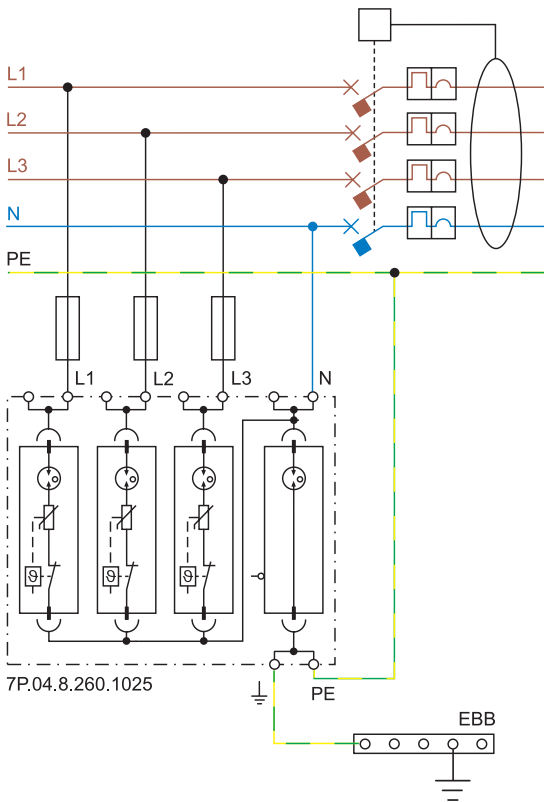 L1
L2
L3
N
PE
L1 L2 L3 N
ϑ ϑ ϑ
7P.04.8.260.1025
PE
EBB